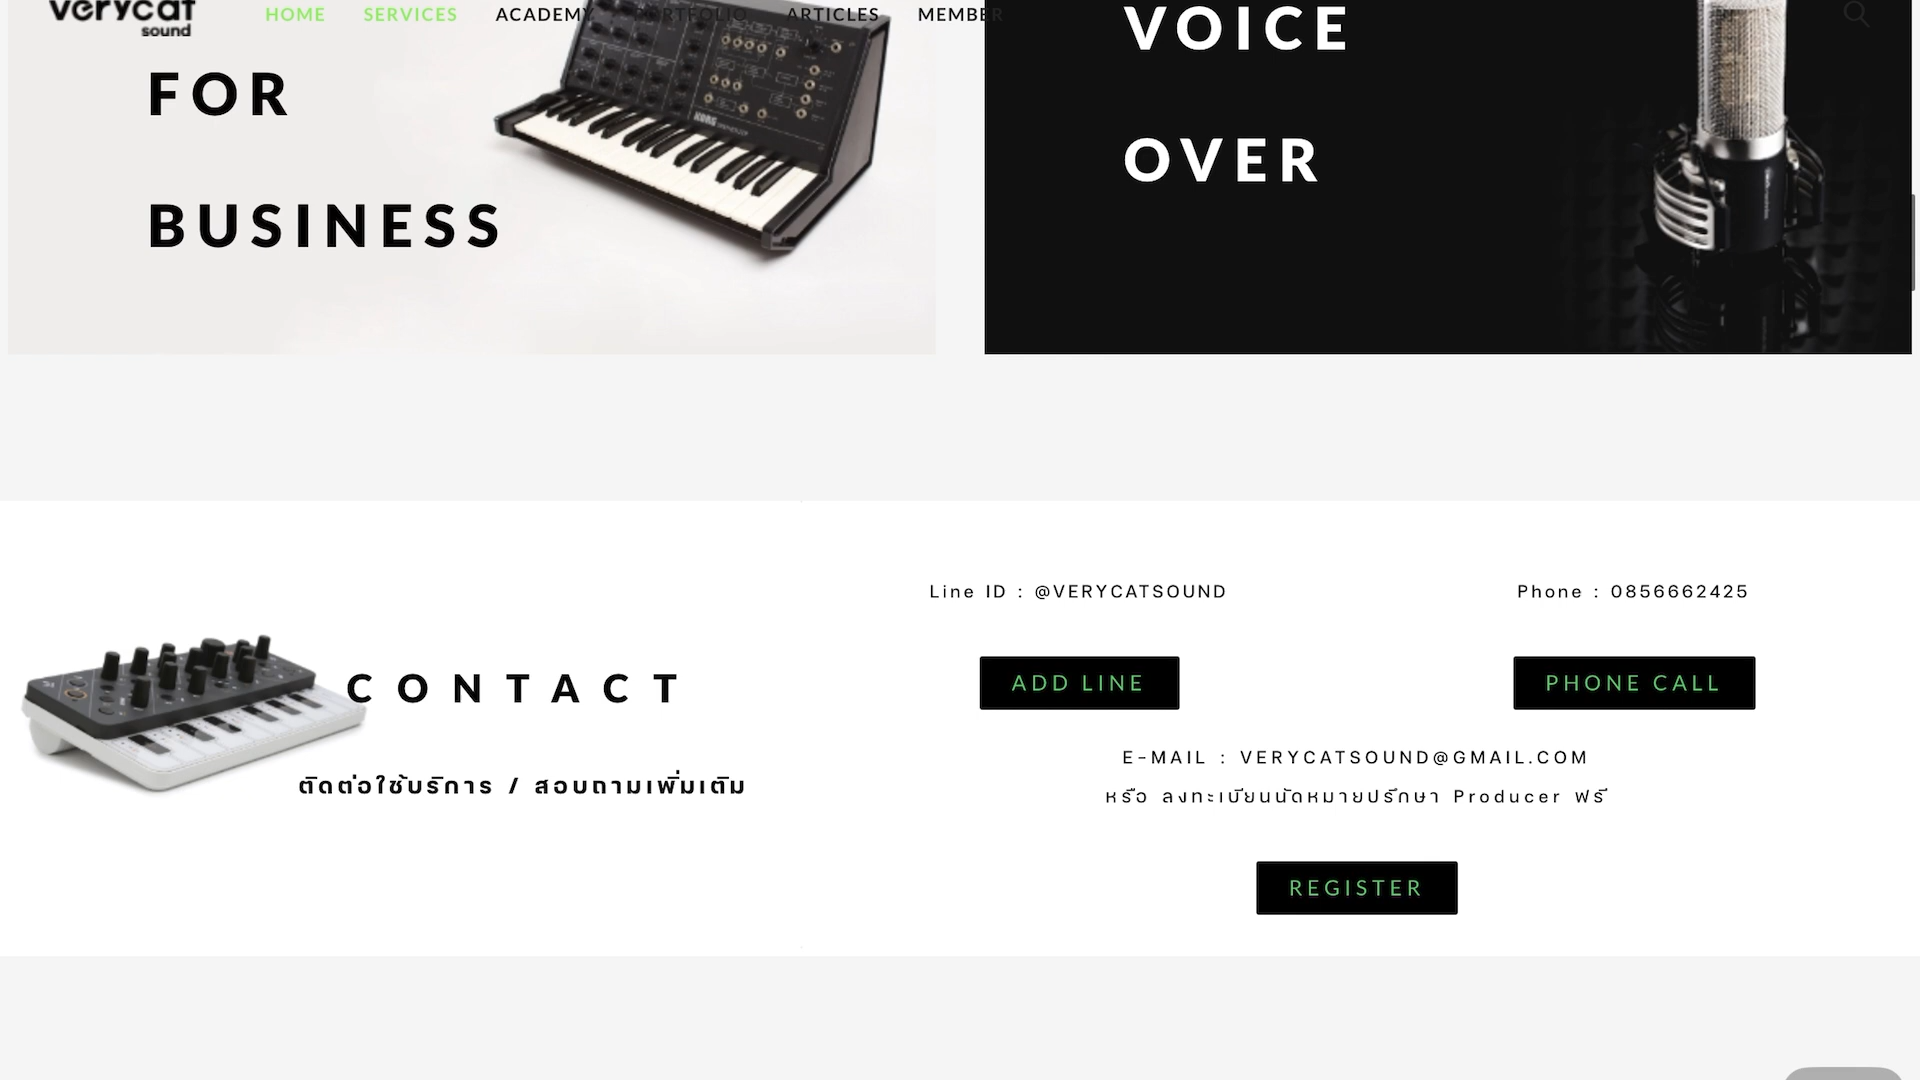 verycat
sound
HOME SERVICES ACADEMY PORTFOLIO ARTICLES MEMBER
FOR
BUSINESS
KORG
VOICE
OVER
CONTACT
ติดต่อใช้บริการ / สอบถามเพิ่มเติม
Line ID : @VERYCATSOUND
ADD LINE
Phone : 0856662425
PHONE CALL
E-MAIL : VERYCATSOUND@GMAIL.COM
หรือ ลงทะเบียนนัดหมายปรึกษา Producer ฟรี
REGISTER